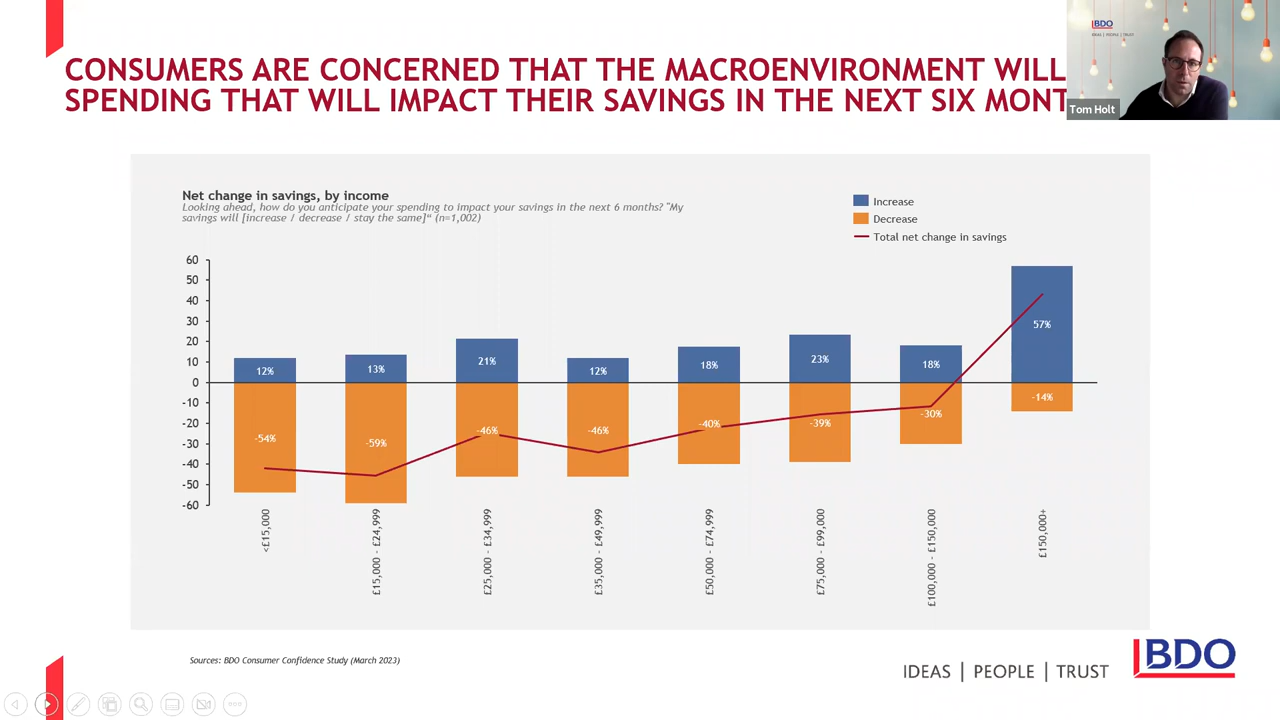 BDO
IDEAS | PEOPLE | TRUST
CONSUMERS ARE CONCERNED THAT THE MACROENVIRONMENT WILL
SPENDING THAT WILL IMPACT THEIR SAVINGS IN THE NEXT SIX MONT
Tom Holt
Net change in savings, by income
Looking ahead, how do you anticipate your spending to impact your savings in the next 6 months? "My
savings will [increase / decrease / stay the same]“ (n=1,002)
Increase
Decrease
Total net change in savings
60
50
40
30
20
10
0
-10
-20
-30
-40
-50
-60
12%
13%
21%
12%
18%
23%
18%
57%
-54%
-59%
-46%
-46%
-40%
-39%
-30%
-14%
<£15,000
£15,000 - £24,999
£25,000 - £34,999
£35,000 - £49,999
£50,000 - £74,999
£75,000 - £99,000
£100,000 - £150,000
£150,000+
Sources: BDO Consumer Confidence Study (March 2023)
IDEAS | PEOPLE | TRUST
BDO